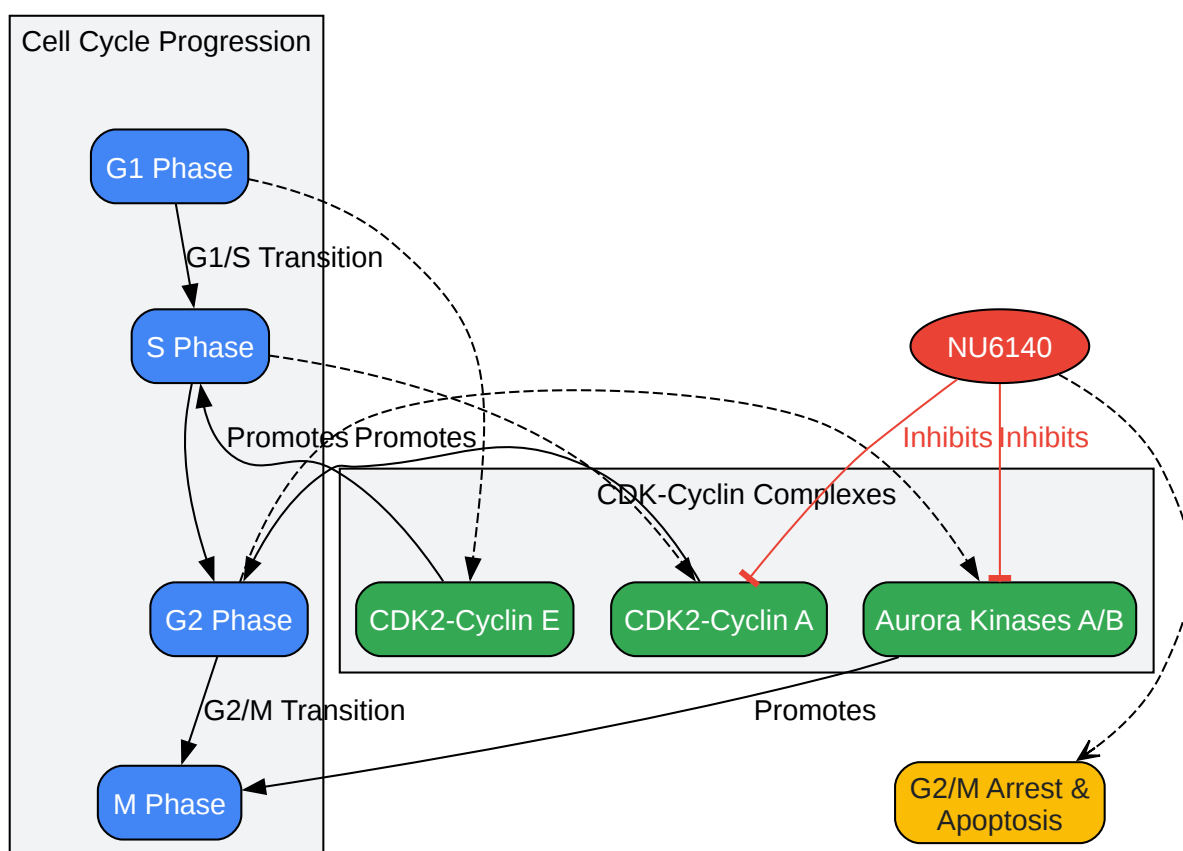 Cell Cycle Progression
G1 Phase
G1/S Transition
S Phase
NU6140
Promotes
Promotes
Inhibits
Inhibits
CDK-Cyclin Complexes
G2 Phase
CDK2-Cyclin E
CDK2-Cyclin A
Aurora Kinases A/B
G2/M Transition
Promotes
M Phase
G2/M Arrest &
Apoptosis